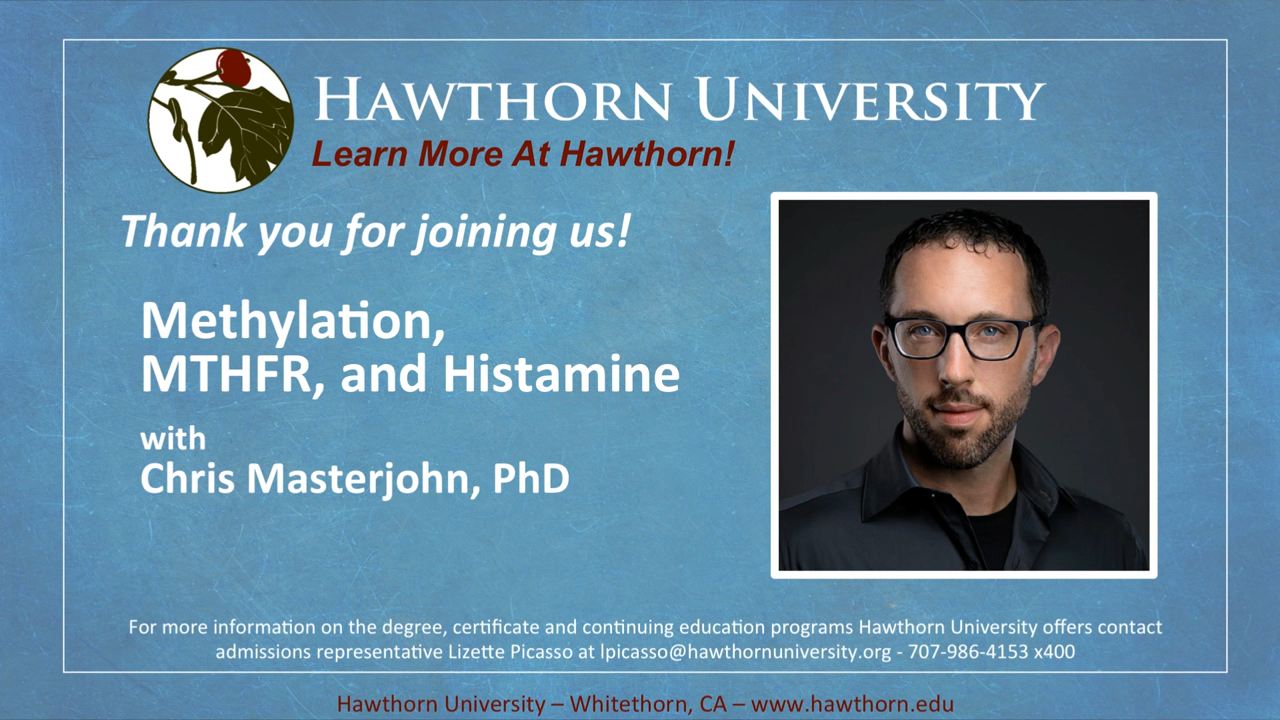 HAWTHORN UNIVERSITY
Learn More At Hawthorn!
Thank you for joining us!
Methylation,
MTHFR, and Histamine
with
Chris Masterjohn, PhD
For more information on the degree, certificate and continuing education programs Hawthorn University offers contact
admissions representative Lizette Picasso at lpicasso@hawthornuniversity.org - 707-986-4153 x400
Hawthorn University – Whitethorn, CA – www.hawthorn.edu